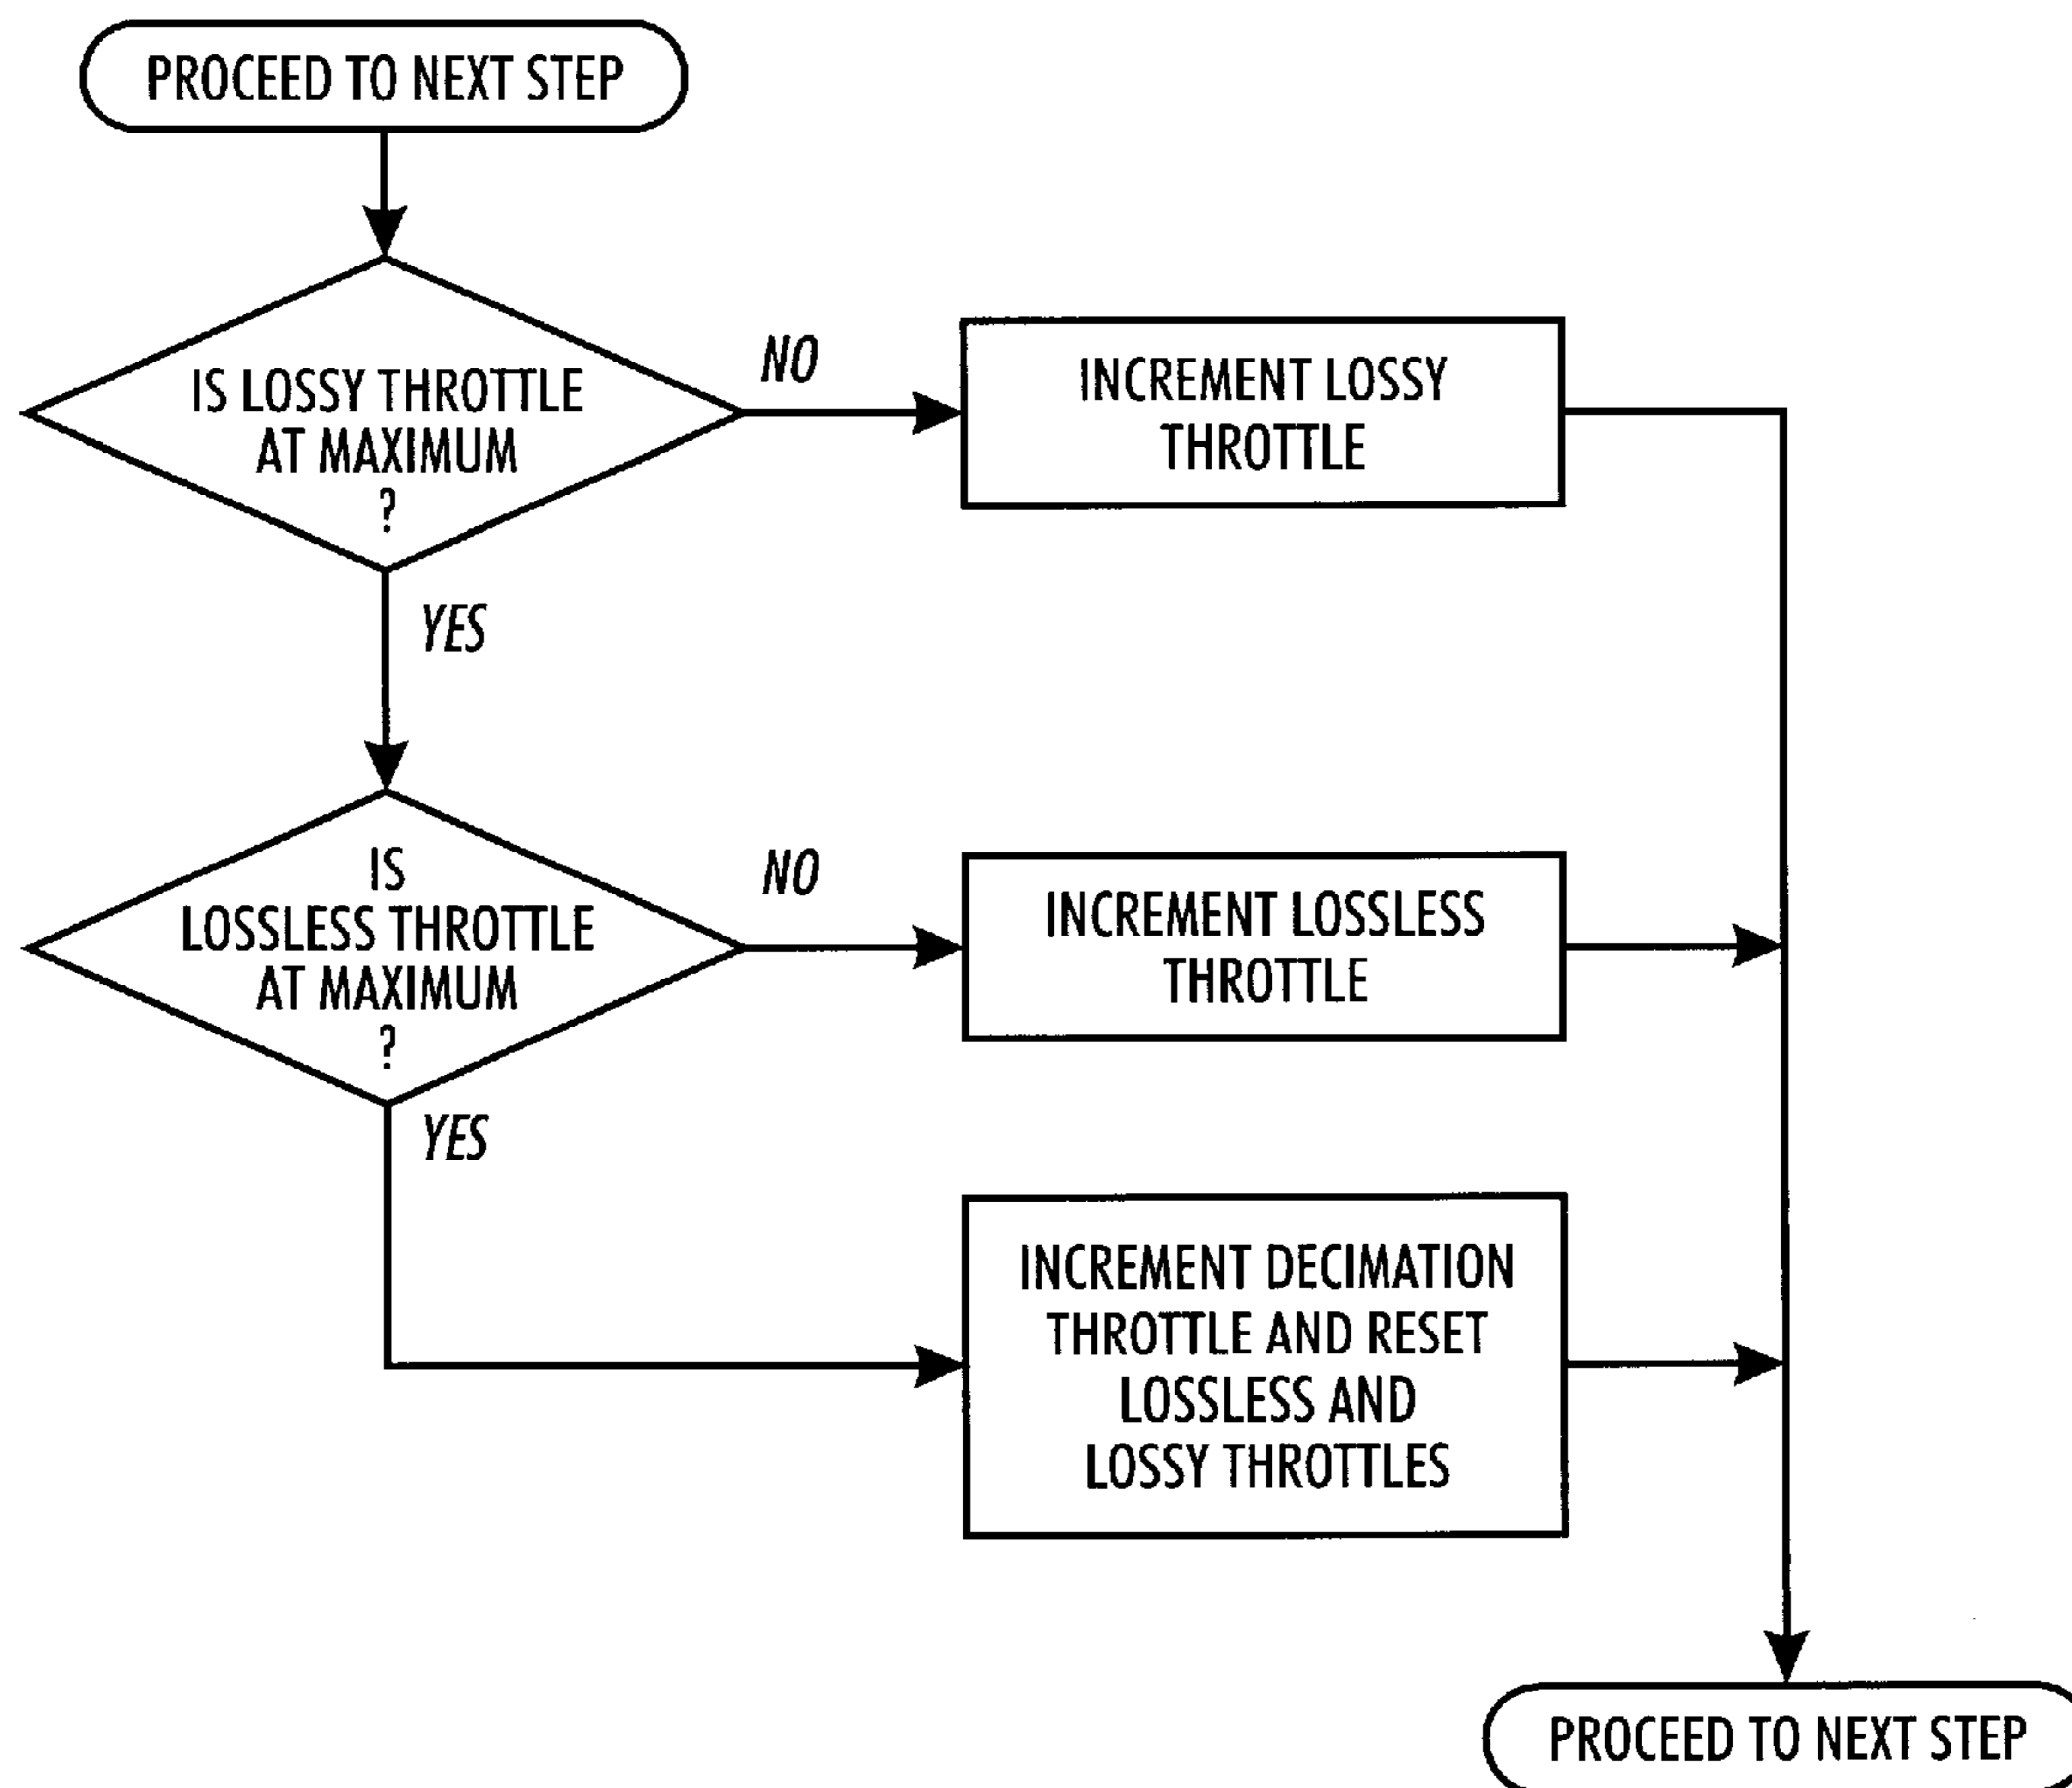 PROCEED TO NEXT STEP
IS LOSSY THROTTLE
AT MAXIMUM
?
NO
INCREMENT LOSSY
THROTTLE
YES
IS
LOSSLESS THROTTLE
AT MAXIMUM
?
NO
INCREMENT LOSSLESS
THROTTLE
YES
INCREMENT DECIMATION
THROTTLE AND RESET
LOSSLESS AND
LOSSY THROTTLES
PROCEED TO NEXT STEP